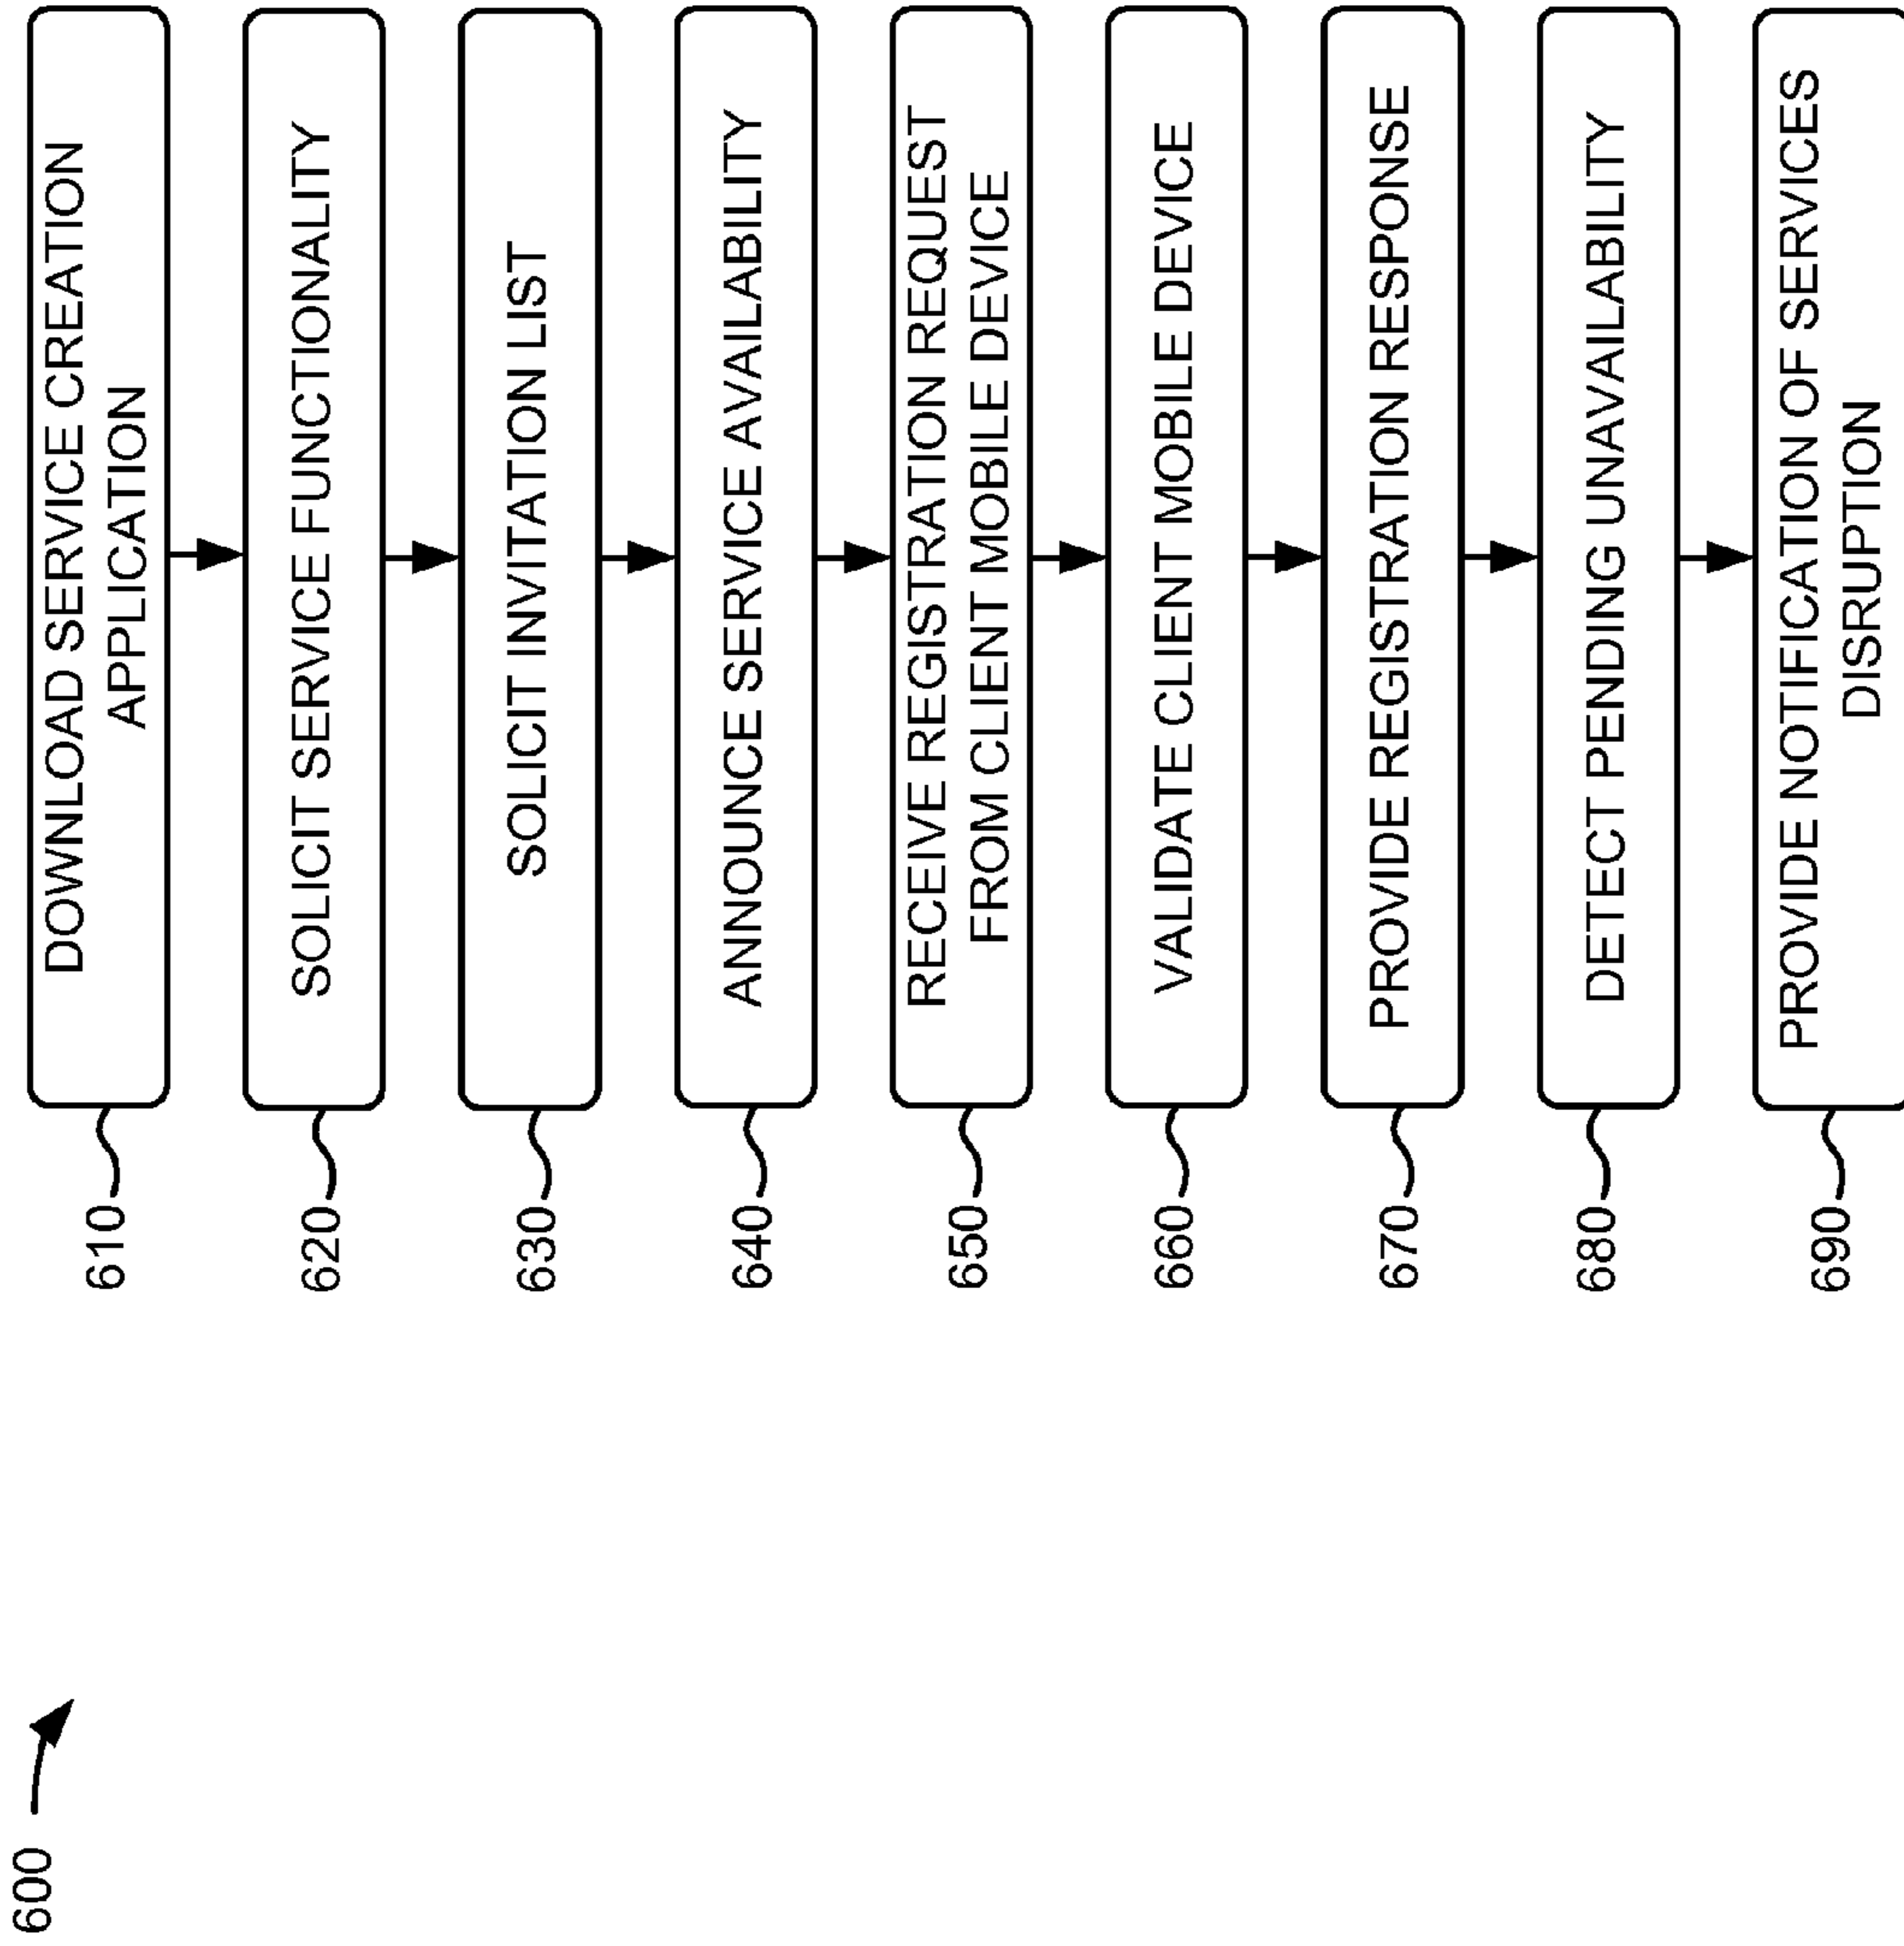 600
610
DOWNLOAD SERVICE CREATION
APPLICATION
620
SOLICIT SERVICE FUNCTIONALITY
630
SOLICIT INVITATION LIST
640
ANNOUNCE SERVICE AVAILABILITY
650
RECEIVE REGISTRATION REQUEST
FROM CLIENT MOBILE DEVICE
660
VALIDATE CLIENT MOBILE DEVICE
670
PROVIDE REGISTRATION RESPONSE
680
DETECT PENDING UNAVAILABILITY
690
PROVIDE NOTIFICATION OF SERVICES
DISRUPTION